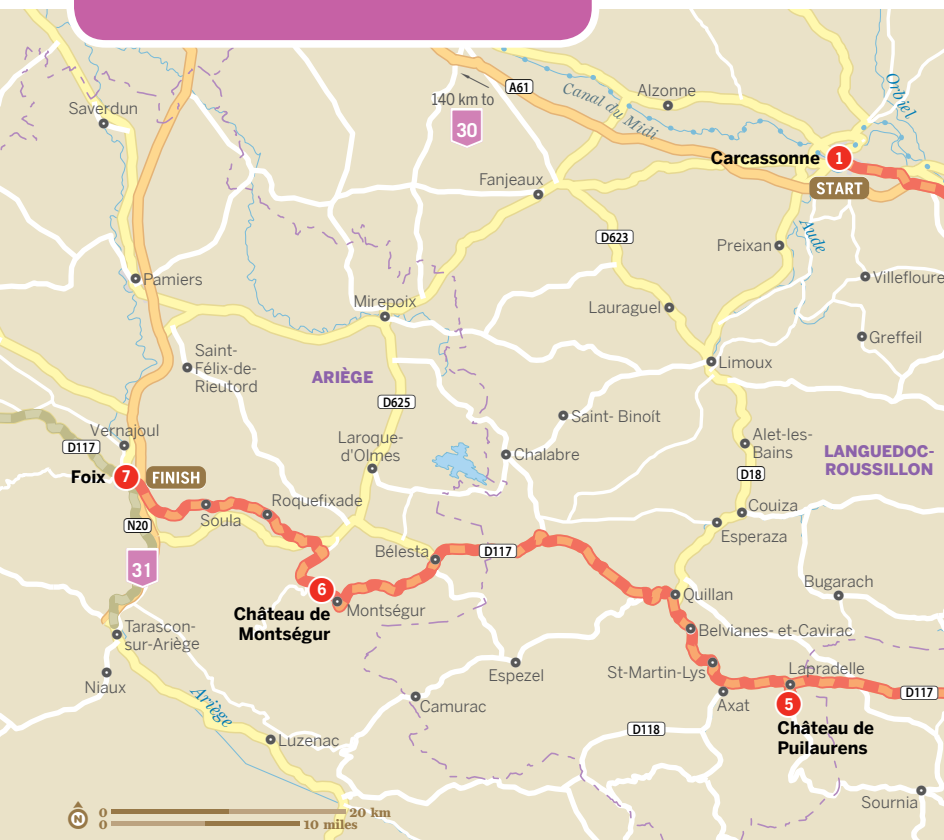 Saverdun
140 km to
30
A61
Canal du Midi
Alzonne
Orbiel
Carcassonne
1
START
Fanjeaux
D623
Preixan
Aude
Villefloure
Pamiers
Mirepoix
Lauraguel
Greffeil
Limoux
Saint-
Félix-de-
Rieutord
ARIÈGE
D625
Saint- Binoít
Vernajoul
D117
Laroque-
d'Olmes
Chalabre
Alet-les-
Bains
LANGUEDOC-
ROUSSILLON
D18
Foix
7
FINISH
Roquefixade
Soula
N20
Couiza
Esperaza
Bélesta
D117
31
6
Château de
Montségur
Montségur
Quillan
Bugarach
Belvianes- et-Cavirac
Tarascon-
sur-Ariège
Niaux
Espezel
St-Martin-Lys
Lapradelle
D117
Axat
5
Château de
Puilaurens
Camurac
Ariège
D118
Luzenac
Sournia
N
0
20 km
0
10 miles